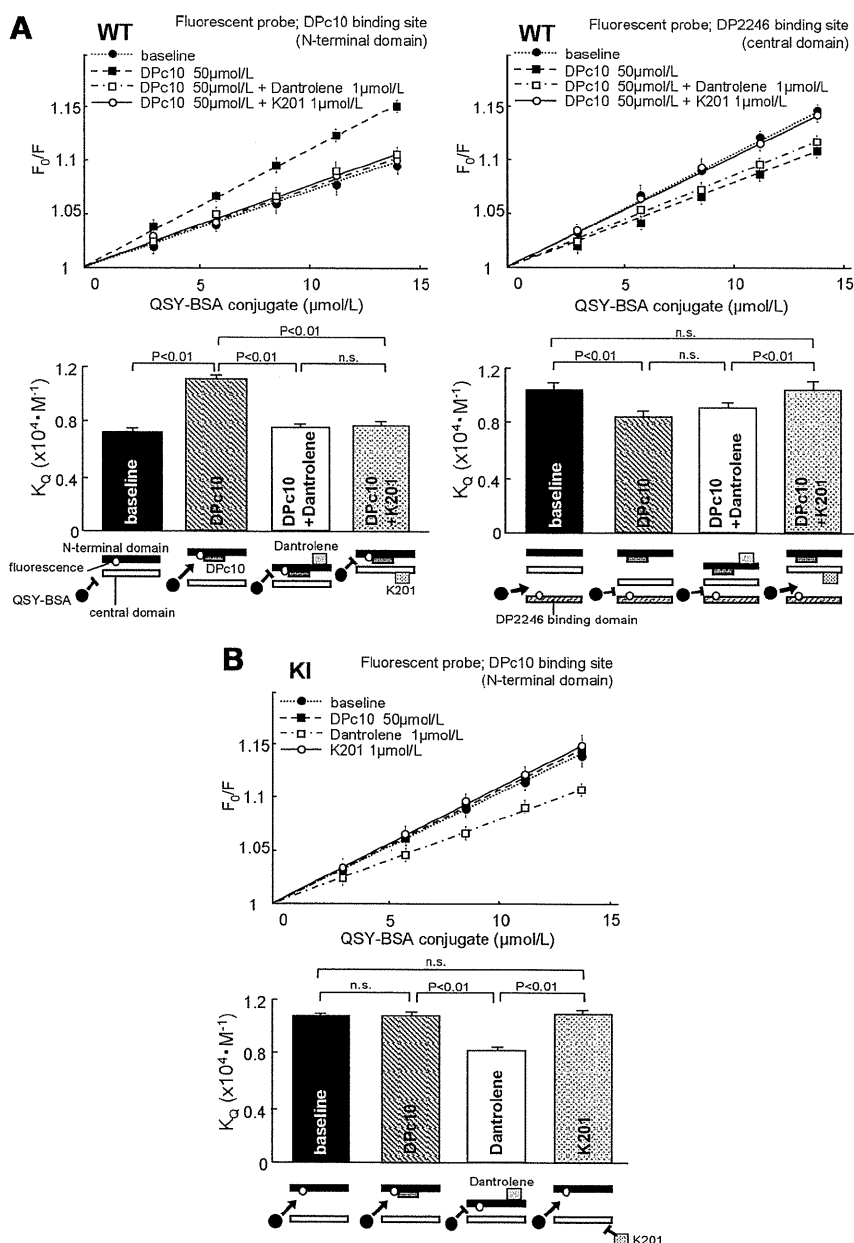 A
WT
Fluorescent probe; DPc10 binding site
(N-terminal domain)
baseline
DPc10 50µmol/L
DPc10 50µmol/L + Dantrolene 1µmol/L
DPc10 50µmol/L + K201 1µmol/L
F0/F
1.15
1.1
1.05
1
0 5 10 15
QSY-BSA conjugate (µmol/L)
WT
Fluorescent probe; DP2246 binding site
(central domain)
baseline
DPc10 50µmol/L
DPc10 50µmol/L + Dantrolene 1µmol/L
DPc10 50µmol/L + K201 1µmol/L
F0/F
1.15
1.1
1.05
1
0 5 10 15
QSY-BSA conjugate (µmol/L)
P<0.01
P<0.01 P<0.01 n.s.
KQ (x10⁴•M⁻¹)
1.2
0.8
0.4
0
baseline
DPc10
DPc10
+Dantrolene
DPc10
+K201
N-terminal domain
fluorescence
QSY-BSA
central domain
DPc10
Dantrolene
K201
n.s.
P<0.01 n.s. P<0.01
KQ (x10⁴•M⁻¹)
1.2
0.8
0.4
0
baseline
DPc10
DPc10
+Dantrolene
DPc10
+K201
DP2246 binding domain
B
KI
Fluorescent probe; DPc10 binding site
(N-terminal domain)
baseline
DPc10 50µmol/L
Dantrolene 1µmol/L
K201 1µmol/L
F0/F
1.15
1.1
1.05
1
0 5 10 15
QSY-BSA conjugate (µmol/L)
n.s.
n.s. P<0.01 P<0.01
KQ (x10⁴•M⁻¹)
1.2
0.8
0.4
0
baseline
DPc10
Dantrolene
K201
Dantrolene
K201